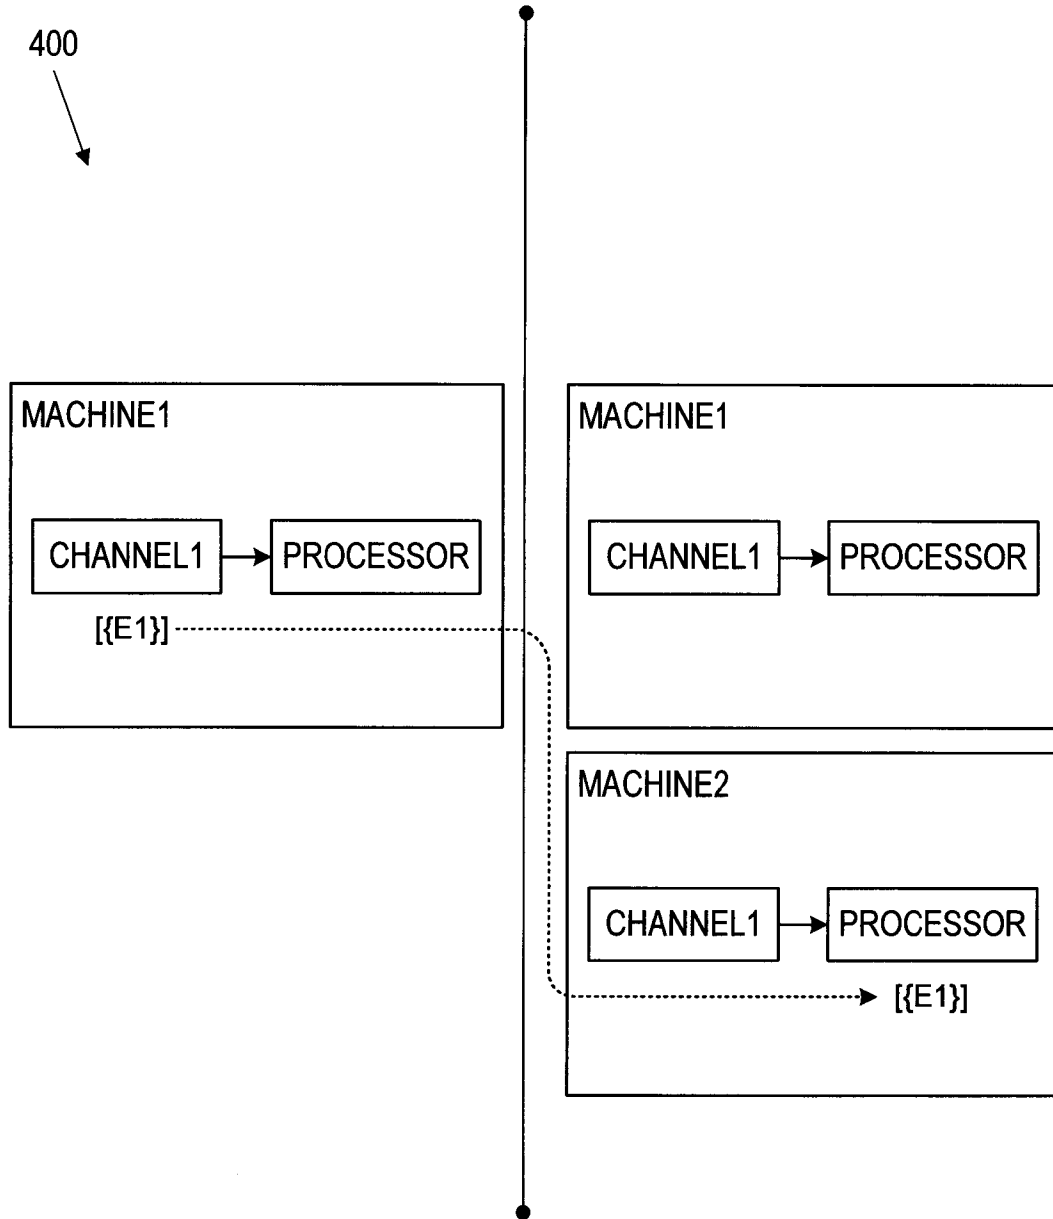 400
MACHINE1
CHANNEL1
PROCESSOR
[{E1}]
MACHINE1
CHANNEL1
PROCESSOR
MACHINE2
CHANNEL1
PROCESSOR
[{E1}]